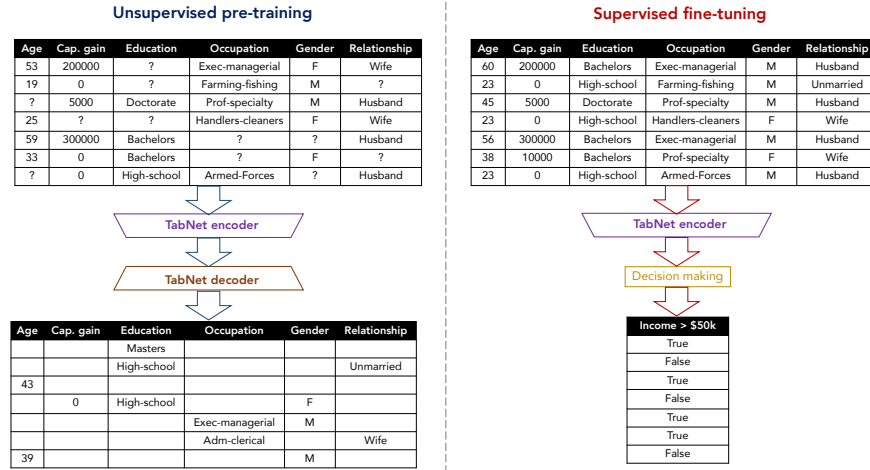 Unsupervised pre-training
Age Cap. gain Education Occupation Gender Relationship
53 200000 ? Exec-managerial F Wife
19 0 ? Farming-fishing M ?
? 5000 Doctorate Prof-specialty M Husband
25 ? ? Handlers-cleaners F Wife
59 300000 Bachelors ? ? Husband
33 0 Bachelors ? F ?
? 0 High-school Armed-Forces ? Husband
TabNet encoder
TabNet decoder
Age Cap. gain Education Occupation Gender Relationship
Masters
High-school Unmarried
43
0 High-school F
Exec-managerial M
Adm-clerical Wife
39 M
Supervised fine-tuning
Age Cap. gain Education Occupation Gender Relationship
60 200000 Bachelors Exec-managerial M Husband
23 0 High-school Farming-fishing M Unmarried
45 5000 Doctorate Prof-specialty M Husband
23 0 High-school Handlers-cleaners F Wife
56 300000 Bachelors Exec-managerial M Husband
38 10000 Bachelors Prof-specialty F Wife
23 0 High-school Armed-Forces M Husband
TabNet encoder
Decision making
Income > $50k
True
False
True
False
True
True
False